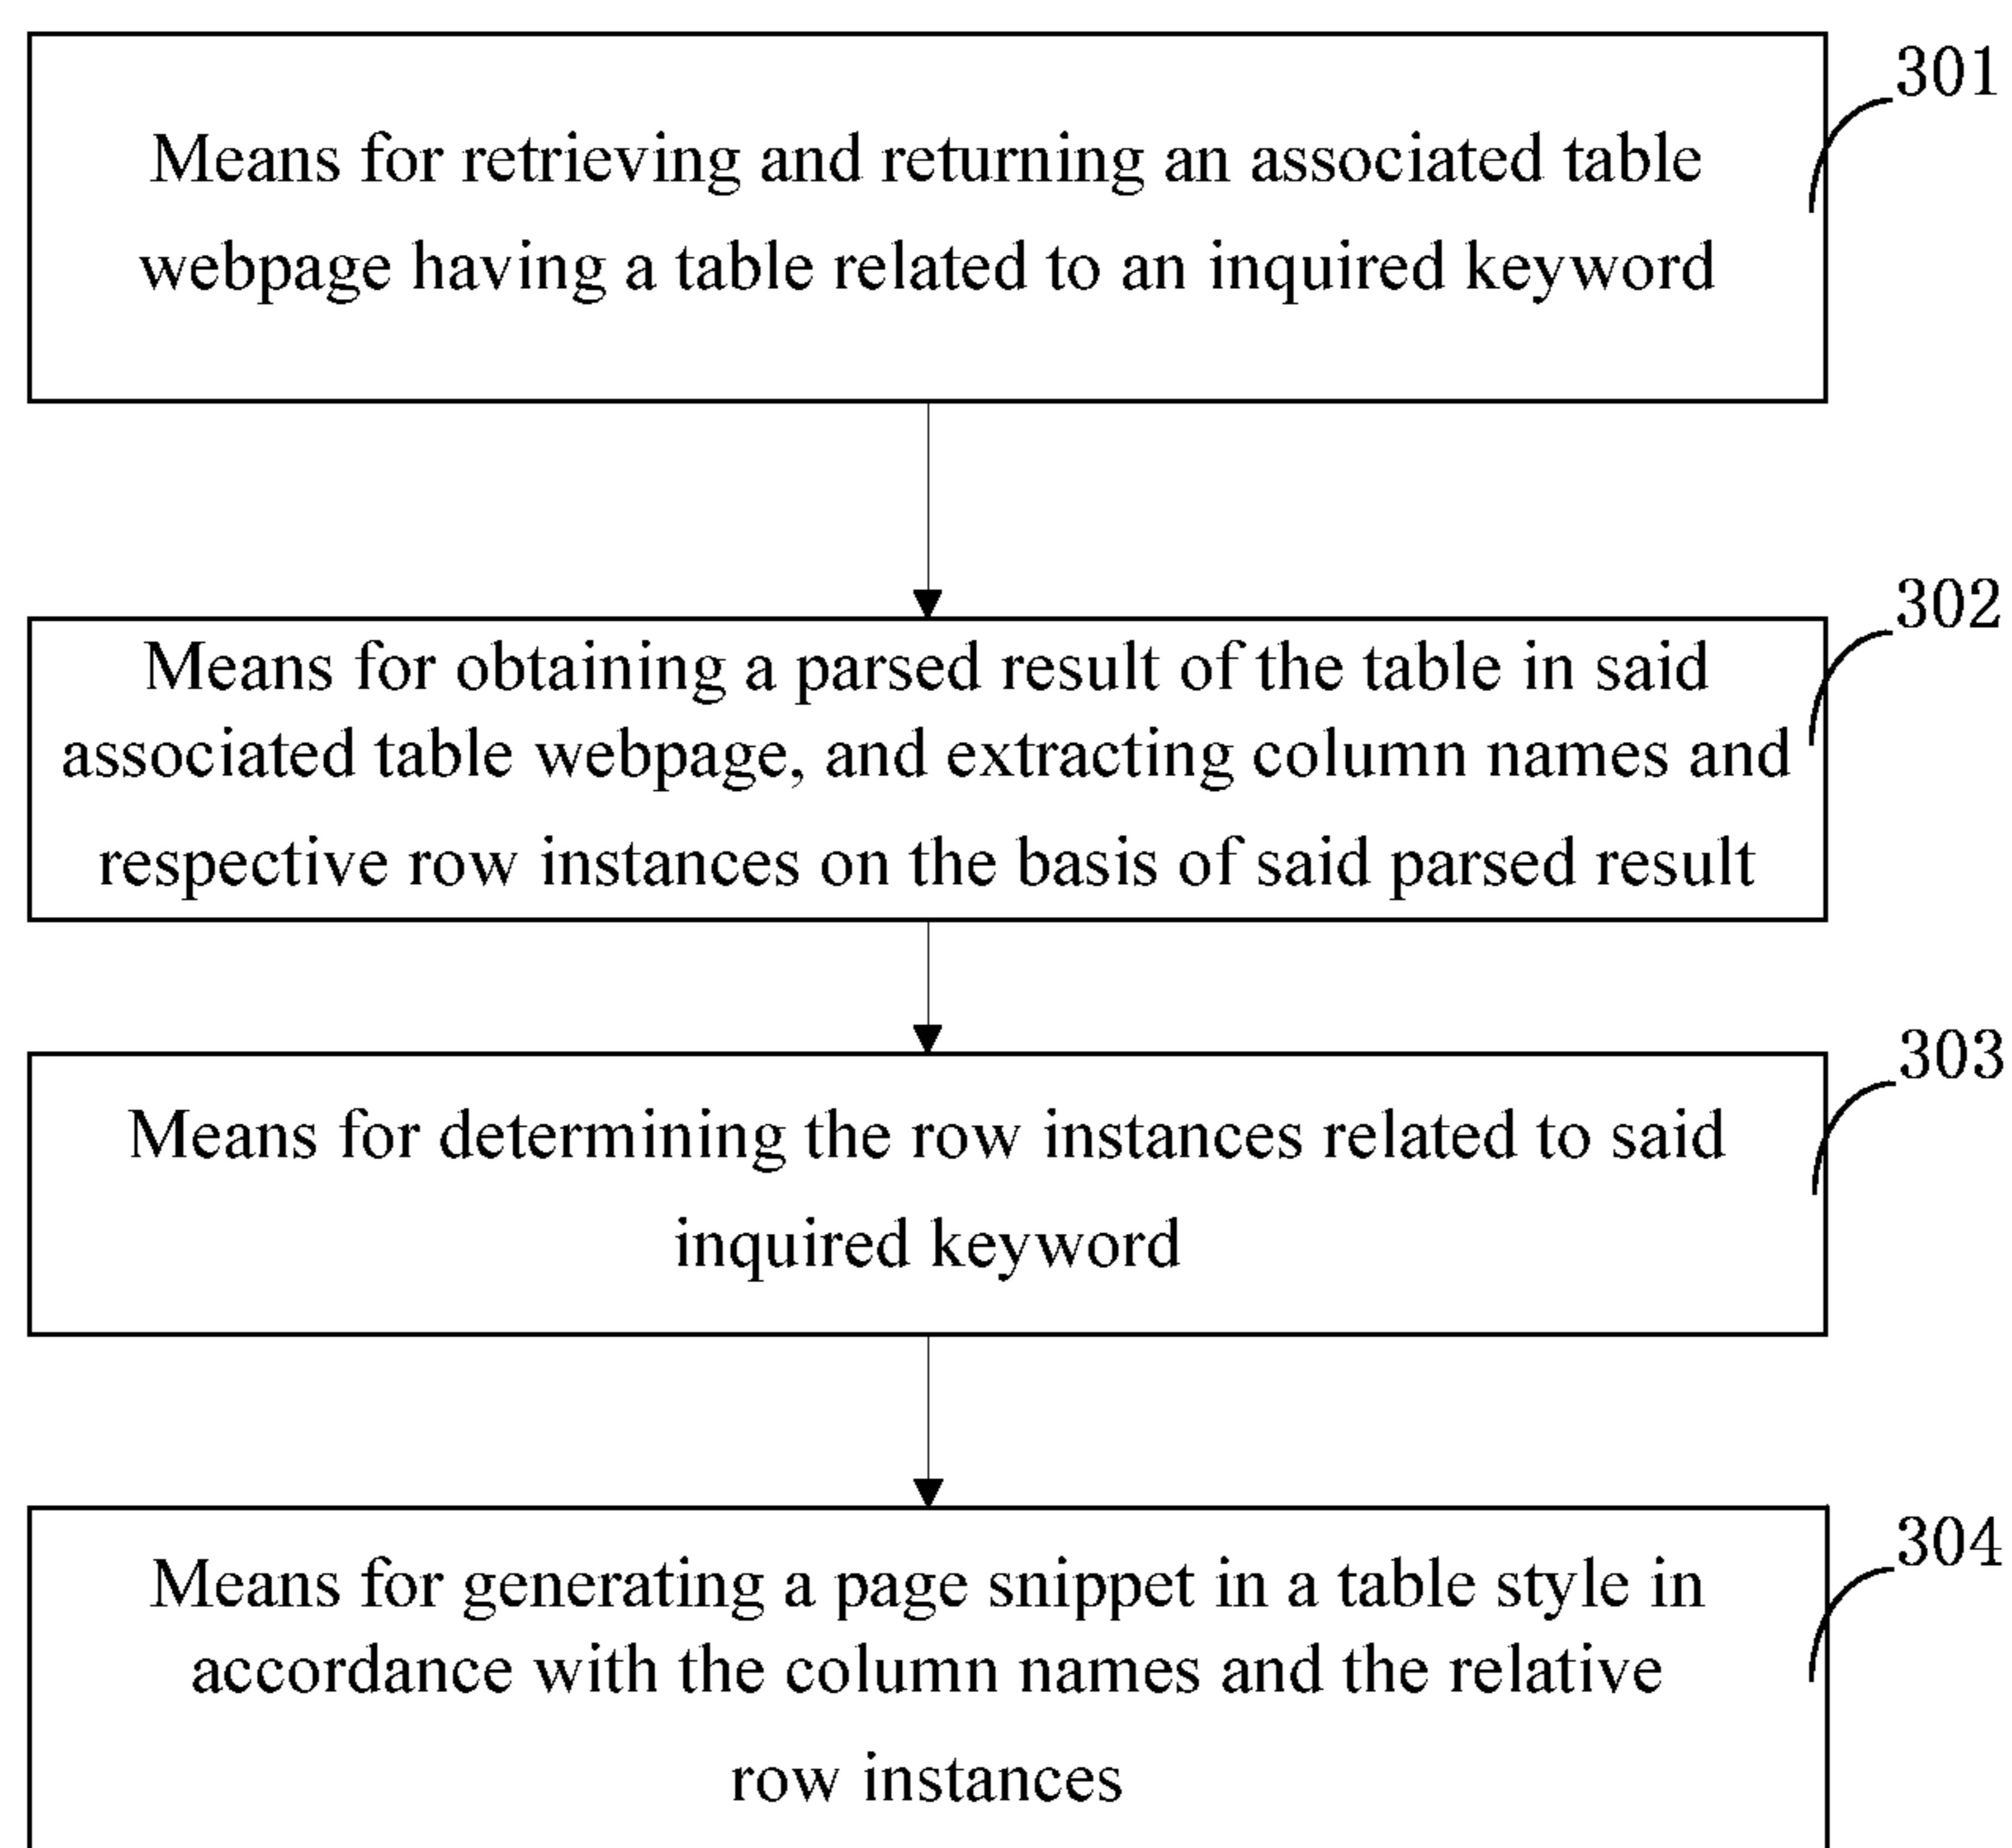 301
Means for retrieving and returning an associated table
webpage having a table related to an inquired keyword
302
Means for obtaining a parsed result of the table in said
associated table webpage, and extracting column names and
respective row instances on the basis of said parsed result
303
Means for determining the row instances related to said
inquired keyword
304
Means for generating a page snippet in a table style in
accordance with the column names and the relative
row instances